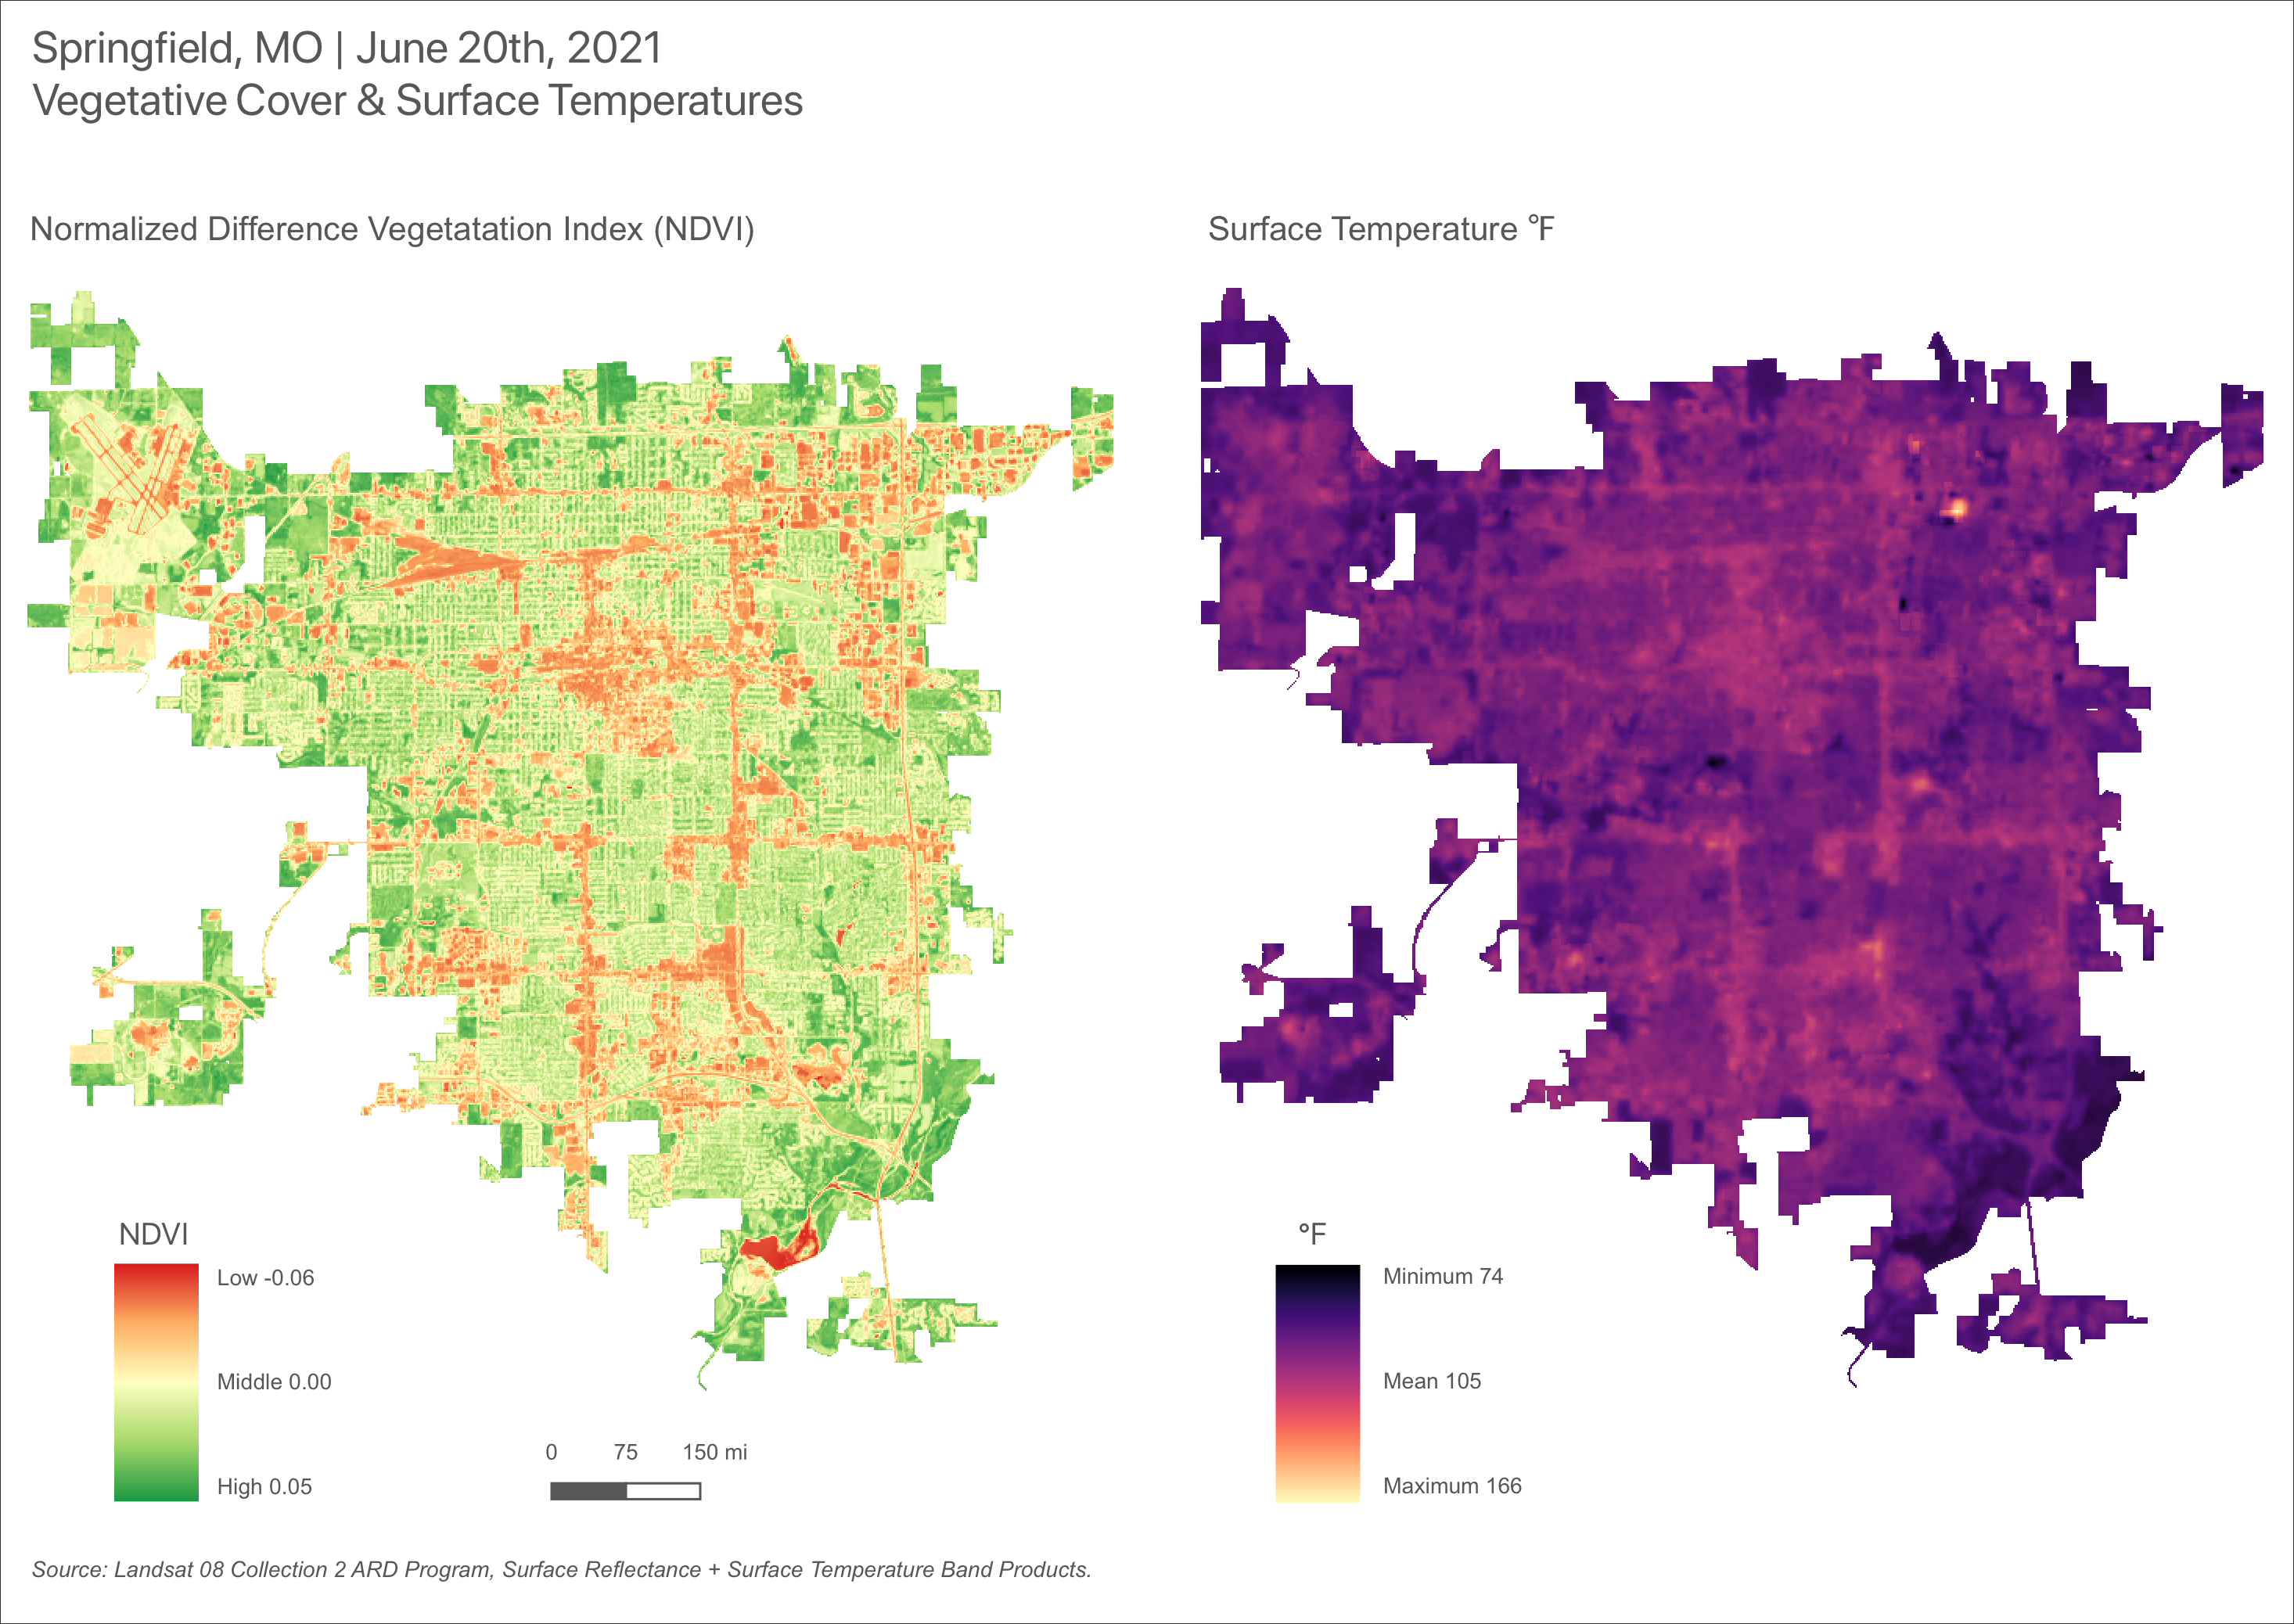 Springfield, MO | June 20th, 2021
Vegetative Cover & Surface Temperatures
Normalized Difference Vegetatation Index (NDVI)
Surface Temperature °F
NDVI
Low -0.06
Middle 0.00
High 0.05
0 75 150 mi
°F
Minimum 74
Mean 105
Maximum 166
Source: Landsat 08 Collection 2 ARD Program, Surface Reflectance + Surface Temperature Band Products.